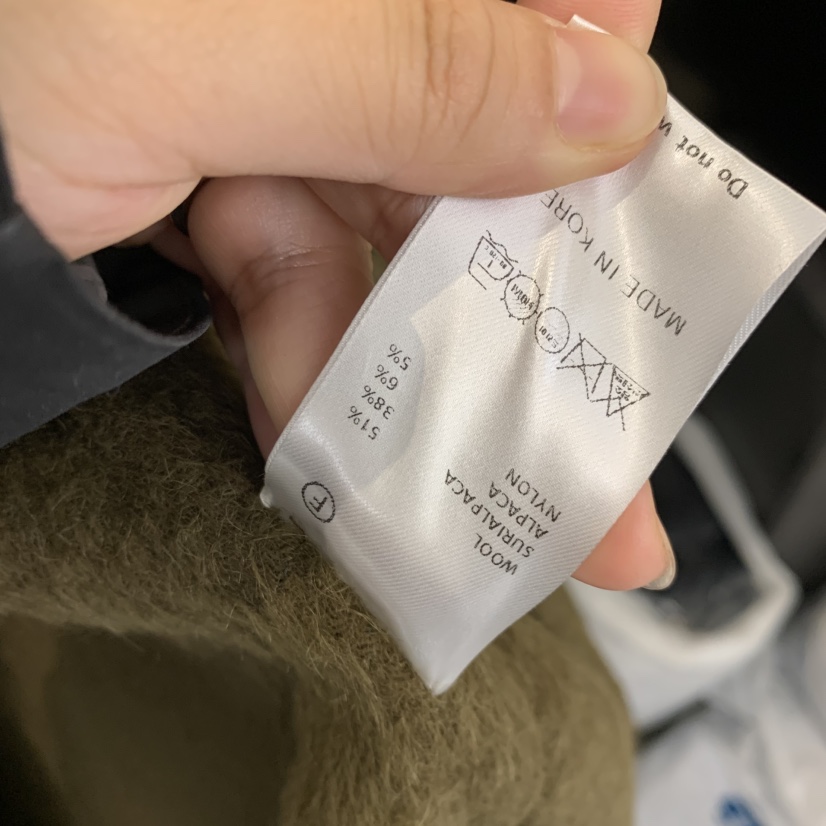 F
WOOL 51%
SURIALPACA 38%
ALPACA 6%
NYLON 5%
MADE IN KORE
Do not w